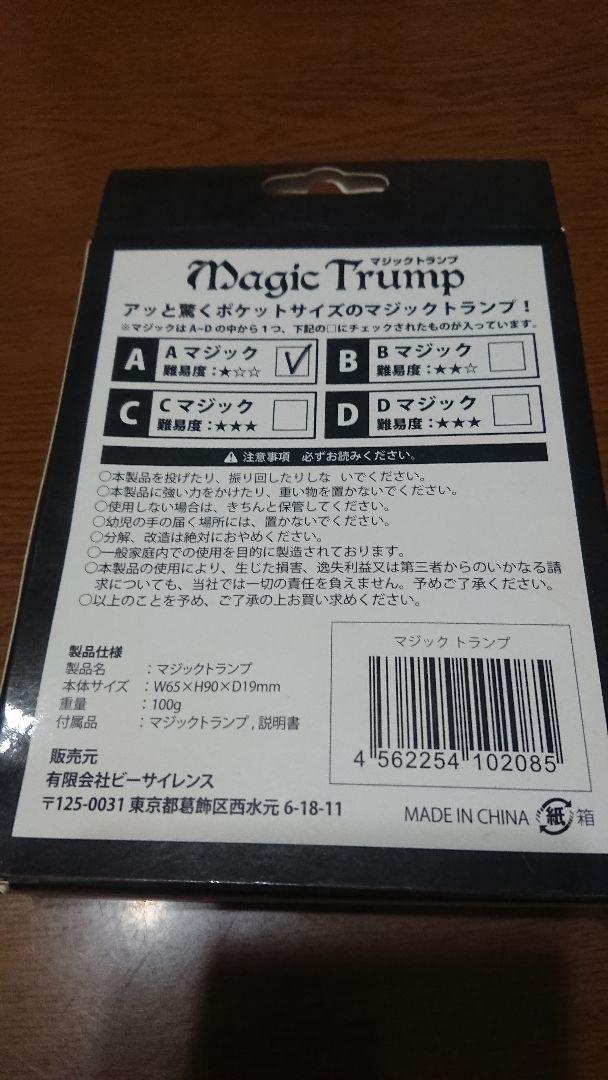 マジックトランプ
Magic Trump
アッと驚くポケットサイズのマジックトランプ！
※マジックは A~D の中から１つ、下記の□にチェックされたものが入っています。
A A マジック
難易度：★☆☆
B B マジック
難易度：★★☆
C C マジック
難易度：★★★
D D マジック
難易度：★★★
注意事項 必ずお読みください。
○本製品を投げたり、振り回したりしな いでください。
○本製品に強い力をかけたり、重い物を置かないでください。
○使用しない場合は、きちんと保管してください。
○幼児の手の届く場所には、置かないでください。
○分解、改造は絶対におやめください。
○一般家庭内での使用を目的に製造されております。
○本製品の使用により、生じた損害、逸失利益又は第三者からのいかなる請
求についても、当社では一切の責任を負えません。予めご了承ください。
○以上のことを予め、ご了承の上お買い求めください。
製品仕様
製品名 ：マジックトランプ
本体サイズ ：W65×H90×D19mm
重量 ：100g
付属品 ：マジックトランプ , 説明書
販売元
有限会社ビーサイレンス
〒125-0031 東京都葛飾区西水元 6-18-11
マジック トランプ
4 562254 102085
MADE IN CHINA 紙 箱